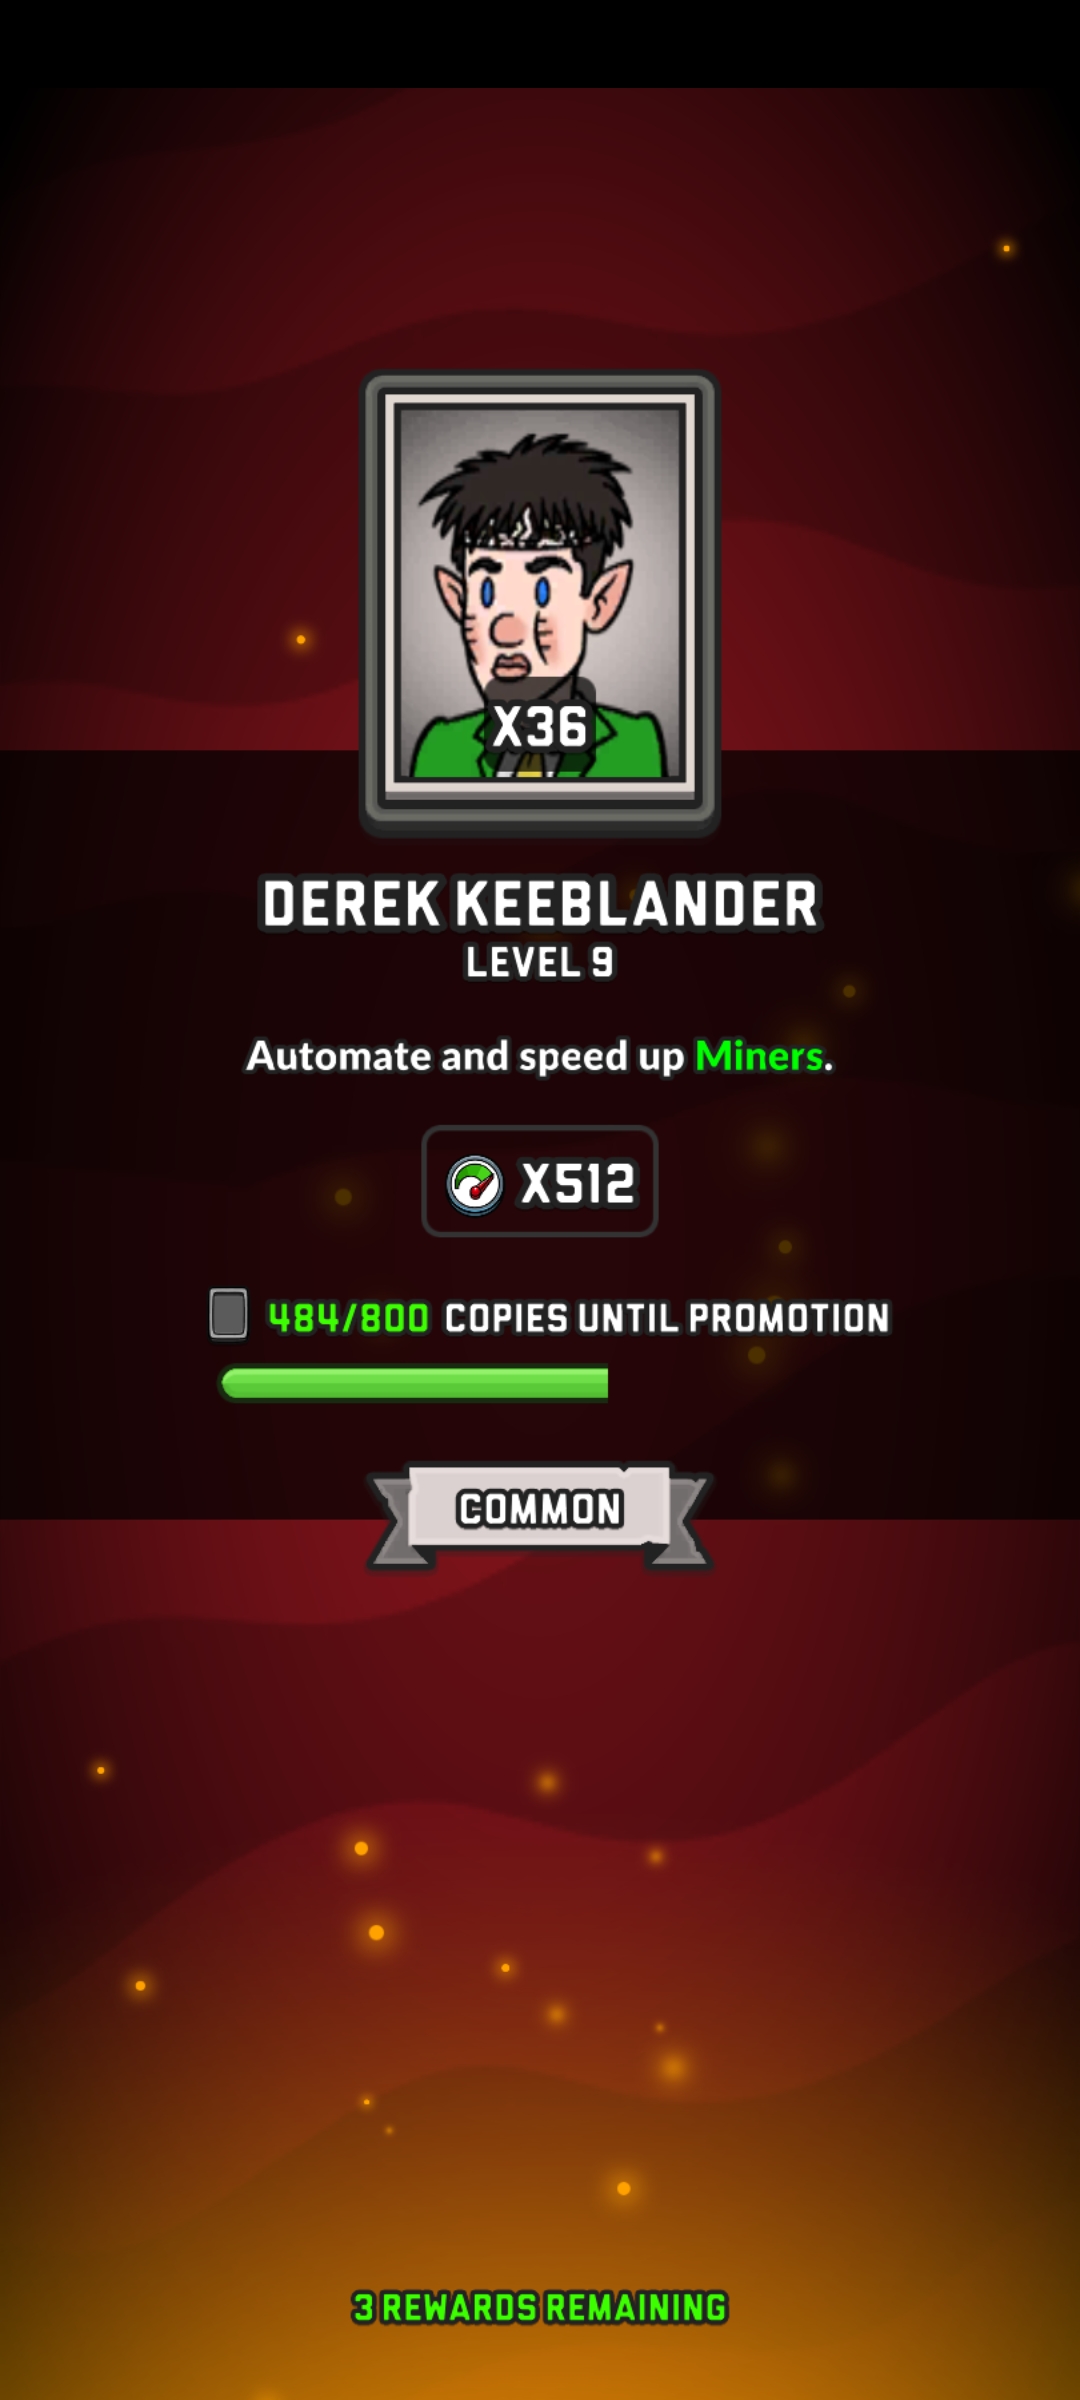 X36
DEREK KEEBLANDER
LEVEL 9
Automate and speed up Miners.
X512
484/800 COPIES UNTIL PROMOTION
COMMON
3 REWARDS REMAINING